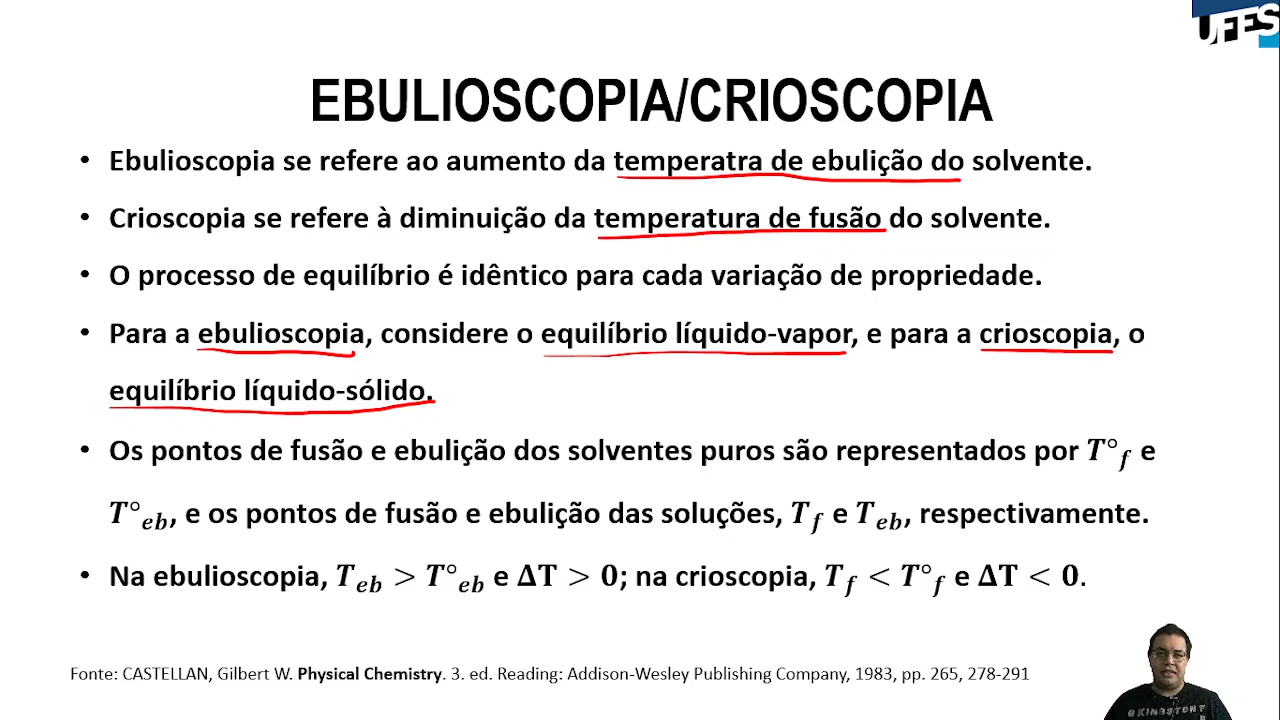 UFES
EBULIOSCOPIA/CRIOSCOPIA
• Ebulioscopia se refere ao aumento da temperatra de ebulição do solvente.
• Crioscopia se refere à diminuição da temperatura de fusão do solvente.
• O processo de equilíbrio é idêntico para cada variação de propriedade.
• Para a ebulioscopia, considere o equilíbrio líquido-vapor, e para a crioscopia, o
equilíbrio líquido-sólido.
• Os pontos de fusão e ebulição dos solventes puros são representados por T°f e
T°eb, e os pontos de fusão e ebulição das soluções, Tf e Teb, respectivamente.
• Na ebulioscopia, Teb > T°eb e ΔT > 0; na crioscopia, Tf < T°f e ΔT < 0.
Fonte: CASTELLAN, Gilbert W. Physical Chemistry. 3. ed. Reading: Addison-Wesley Publishing Company, 1983, pp. 265, 278-291